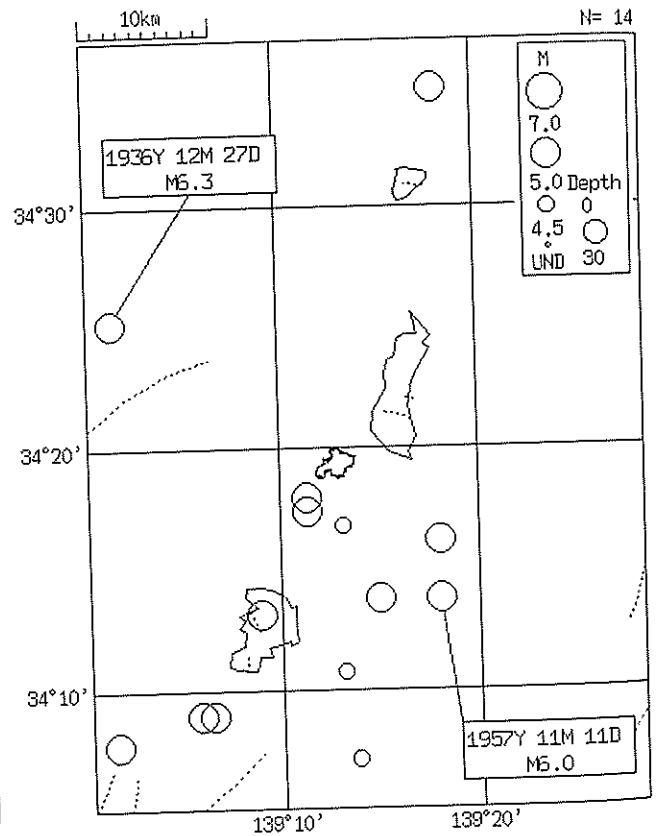 10km
N= 14
M
7.0
5.0 Depth
0
4.5
UND 30
1936Y 12M 27D
M6.3
34°30'
34°20'
34°10'
1957Y 11M 11D
M6.0
139°10'
139°20'